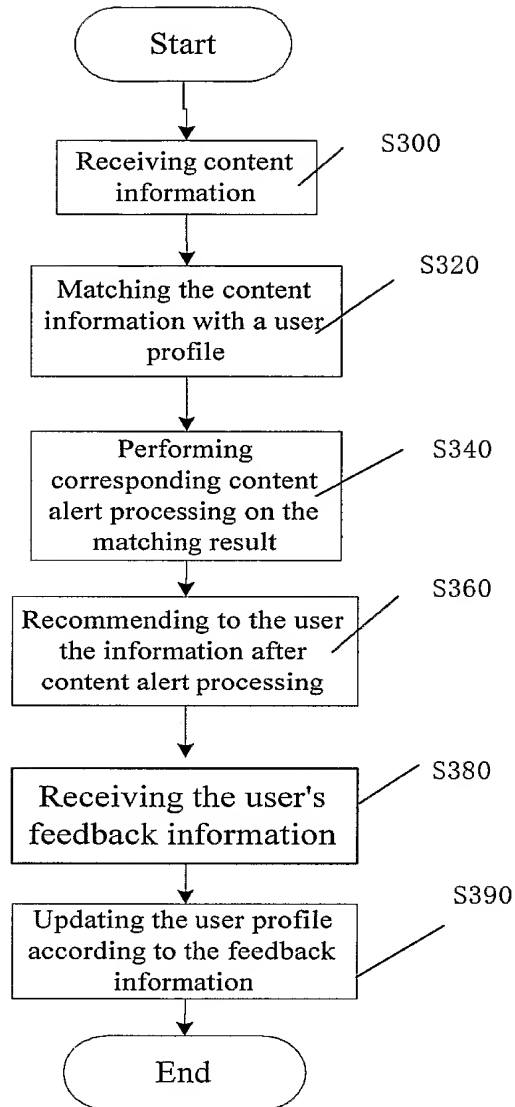 Start
S300
Receiving content
information
S320
Matching the content
information with a user
profile
S340
Performing
corresponding content
alert processing on the
matching result
S360
Recommending to the user
the information after
content alert processing
S380
Receiving the user's
feedback information
S390
Updating the user profile
according to the feedback
information
End